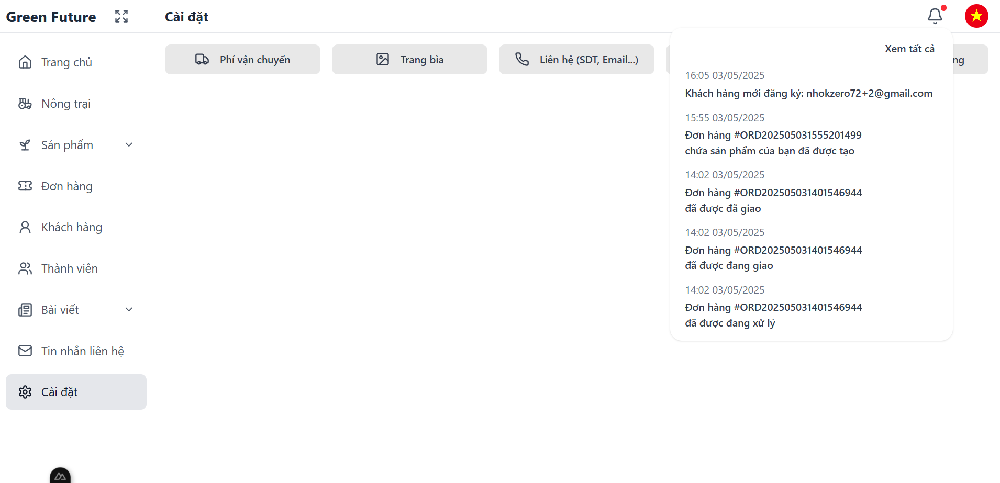 Green Future
Cài đặt
Trang chủ
Nông trại
Sản phẩm
Đơn hàng
Khách hàng
Thành viên
Bài viết
Tin nhắn liên hệ
Cài đặt
Phí vận chuyển
Trang bìa
Liên hệ (SDT, Email...)
ng
Xem tất cả
16:05 03/05/2025
Khách hàng mới đăng ký: nhokzero72+2@gmail.com
15:55 03/05/2025
Đơn hàng #ORD202505031555201499
chứa sản phẩm của bạn đã được tạo
14:02 03/05/2025
Đơn hàng #ORD202505031401546944
đã được đã giao
14:02 03/05/2025
Đơn hàng #ORD202505031401546944
đã được đang giao
14:02 03/05/2025
Đơn hàng #ORD202505031401546944
đã được đang xử lý